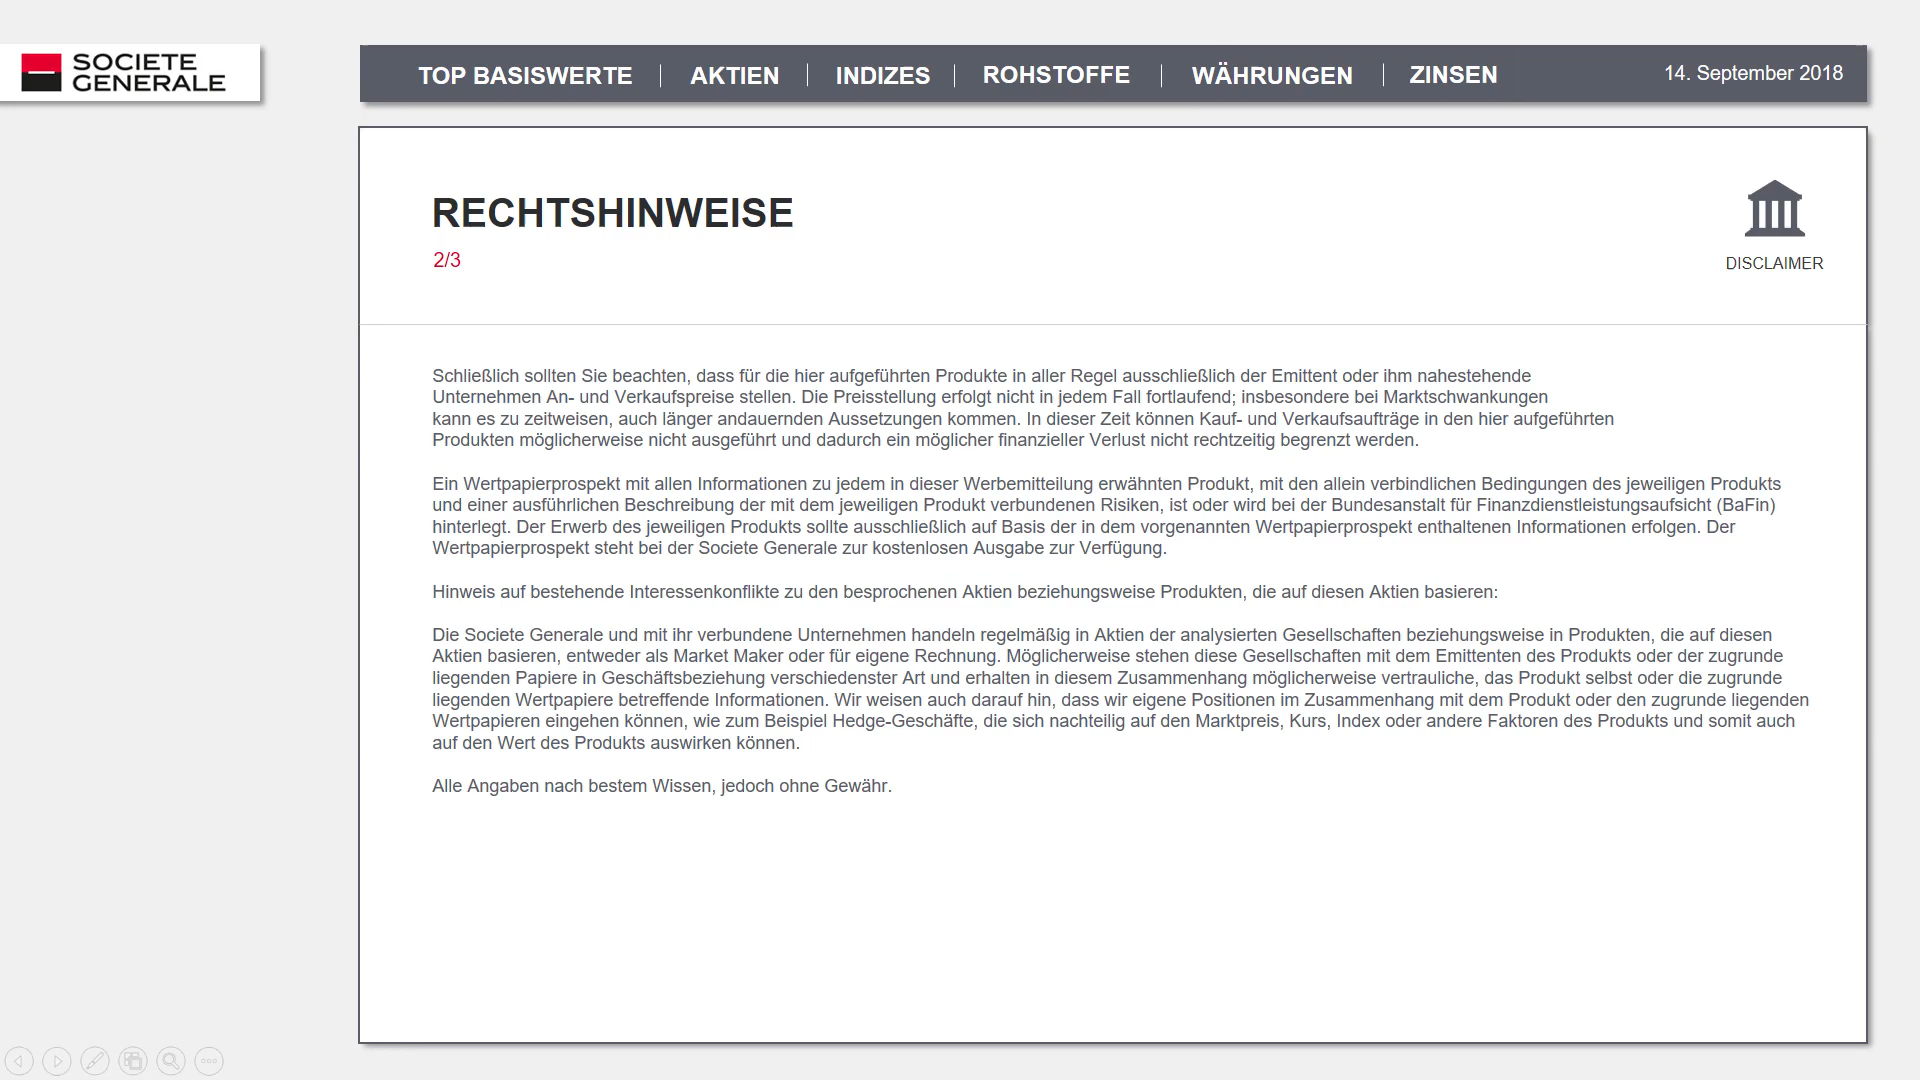 SOCIETE
GENERALE
TOP BASISWERTE
AKTIEN
INDIZES
ROHSTOFFE
WÄHRUNGEN
ZINSEN
14. September 2018
RECHTSHINWEISE
2/3
DISCLAIMER
Schließlich sollten Sie beachten, dass für die hier aufgeführten Produkte in aller Regel ausschließlich der Emittent oder ihm nahestehende
Unternehmen An- und Verkaufspreise stellen. Die Preisstellung erfolgt nicht in jedem Fall fortlaufend; insbesondere bei Marktschwankungen
kann es zu zeitweisen, auch länger andauernden Aussetzungen kommen. In dieser Zeit können Kauf- und Verkaufsaufträge in den hier aufgeführten
Produkten möglicherweise nicht ausgeführt und dadurch ein möglicher finanzieller Verlust nicht rechtzeitig begrenzt werden.
Ein Wertpapierprospekt mit allen Informationen zu jedem in dieser Werbemitteilung erwähnten Produkt, mit den allein verbindlichen Bedingungen des jeweiligen Produkts
und einer ausführlichen Beschreibung der mit dem jeweiligen Produkt verbundenen Risiken, ist oder wird bei der Bundesanstalt für Finanzdienstleistungsaufsicht (BaFin)
hinterlegt. Der Erwerb des jeweiligen Produkts sollte ausschließlich auf Basis der in dem vorgenannten Wertpapierprospekt enthaltenen Informationen erfolgen. Der
Wertpapierprospekt steht bei der Societe Generale zur kostenlosen Ausgabe zur Verfügung.
Hinweis auf bestehende Interessenkonflikte zu den besprochenen Aktien beziehungsweise Produkten, die auf diesen Aktien basieren:
Die Societe Generale und mit ihr verbundene Unternehmen handeln regelmäßig in Aktien der analysierten Gesellschaften beziehungsweise in Produkten, die auf diesen
Aktien basieren, entweder als Market Maker oder für eigene Rechnung. Möglicherweise stehen diese Gesellschaften mit dem Emittenten des Produkts oder der zugrunde
liegenden Papiere in Geschäftsbeziehung verschiedenster Art und erhalten in diesem Zusammenhang möglicherweise vertrauliche, das Produkt selbst oder die zugrunde
liegenden Wertpapiere betreffende Informationen. Wir weisen auch darauf hin, dass wir eigene Positionen im Zusammenhang mit dem Produkt oder den zugrunde liegenden
Wertpapieren eingehen können, wie zum Beispiel Hedge-Geschäfte, die sich nachteilig auf den Marktpreis, Kurs, Index oder andere Faktoren des Produkts und somit auch
auf den Wert des Produkts auswirken können.
Alle Angaben nach bestem Wissen, jedoch ohne Gewähr.